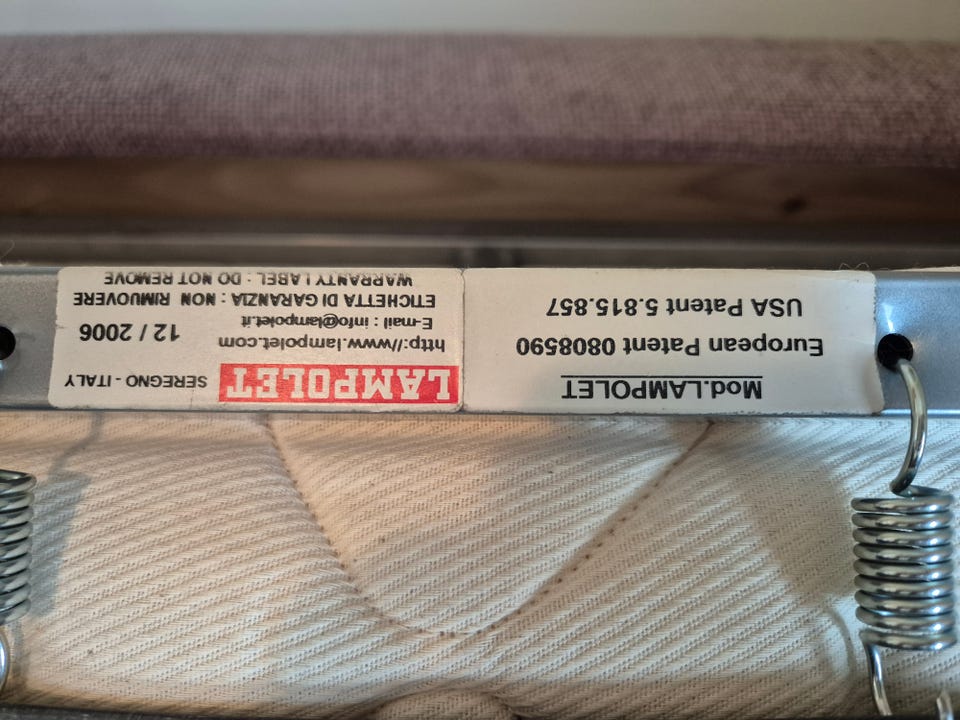 LAMPOLET SEREGNO - ITALY
http://www.lampolet.com
E-mail : info@lampolet.it 12 / 2006
ETICHETTA DI GARANZIA : NON RIMUOVERE
WARRANTY LABEL : DO NOT REMOVE
Mod.LAMPOLET
European Patent 0808590
USA Patent 5.815.857